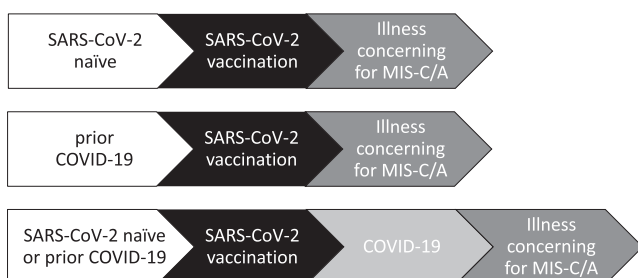 SARS-CoV-2
naïve
SARS-CoV-2
vaccination
Illness
concerning
for MIS-C/A
prior
COVID-19
SARS-CoV-2
vaccination
Illness
concerning
for MIS-C/A
SARS-CoV-2 naïve
or prior COVID-19
SARS-CoV-2
vaccination
COVID-19
Illness
concerning
for MIS-C/A